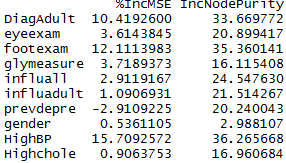 %IncMSE IncNodePurity
DiagAdult 10.4192600 33.669772
eyeexam 3.6143845 20.899417
footexam 12.1113983 35.360141
glymeasure 3.7189373 16.115408
influall 2.9119167 24.547630
influadult 1.0906931 21.514267
prevdepre -2.9109225 20.240043
gender 0.5361105 2.988107
HighBP 15.7092572 36.265668
Highchole 0.9063753 16.960684